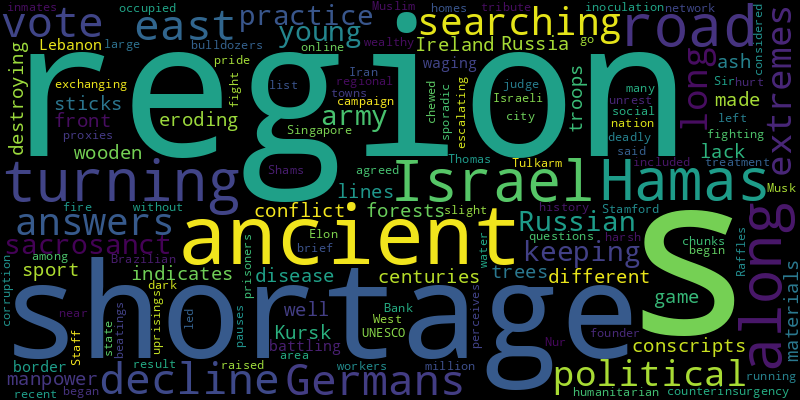 inmates occupied practice Muslim homes tribute inoculation network
vote east young searching road
Lebanon large bulldozers online wealthy Ireland Russia go considered
destroying pride waging ash
region
exchanging fight list Iran regional towns campaign chewed sporadic escalating judge Israeli city troops many social nation Sir hurt unrest
sticks army long made extremes
front proxies eroding Singapore deadly left fighting
wooden Shams agreed Thomas said lack
turning lines Israel Tulkarm Hamas included treatment Musk
fire without conflict forests slight history Stamford
answers ancient Elon Russian along
sacrosanct brief questions harsh keeping Raffles S chunks begin
among Brazilian prisoners water
sport indicates disease centuries trees different materials
corruption dark shortage Bank West UNESCO perceives game
near state beatings uprisings led pauses well Kursk founder
Staff area battling Nur conscripts
border result raised workers million political running
manpower decline Germans humanitarian counterinsurgency
recent began